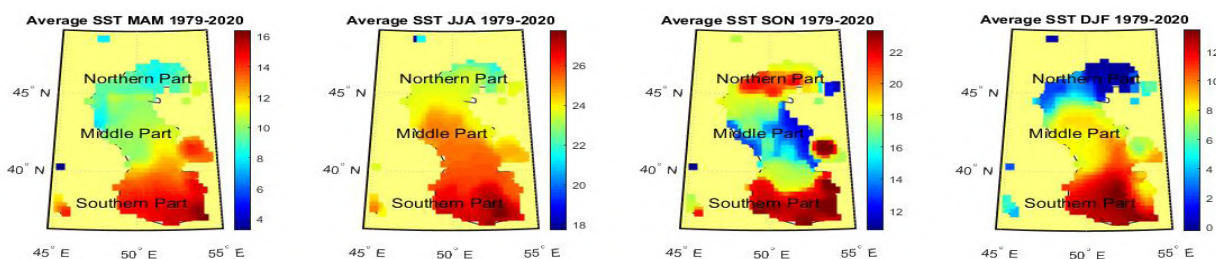 Average SST MAM 1979-2020
Northern Part
Middle Part
Southern Part
45° N
40° N
45° E
50° E
55° E
16
14
12
10
8
6
4
Average SST JJA 1979-2020
Northern Part
Middle Part
Southern Part
45° N
40° N
45° E
50° E
55° E
26
24
22
20
18
Average SST SON 1979-2020
Northern Part
Middle Part
Southern Part
45° N
40° N
45° E
50° E
55° E
22
20
18
16
14
12
Average SST DJF 1979-2020
Northern Part
Middle Part
Southern Part
45° N
40° N
45° E
50° E
55° E
12
10
8
6
4
2
0